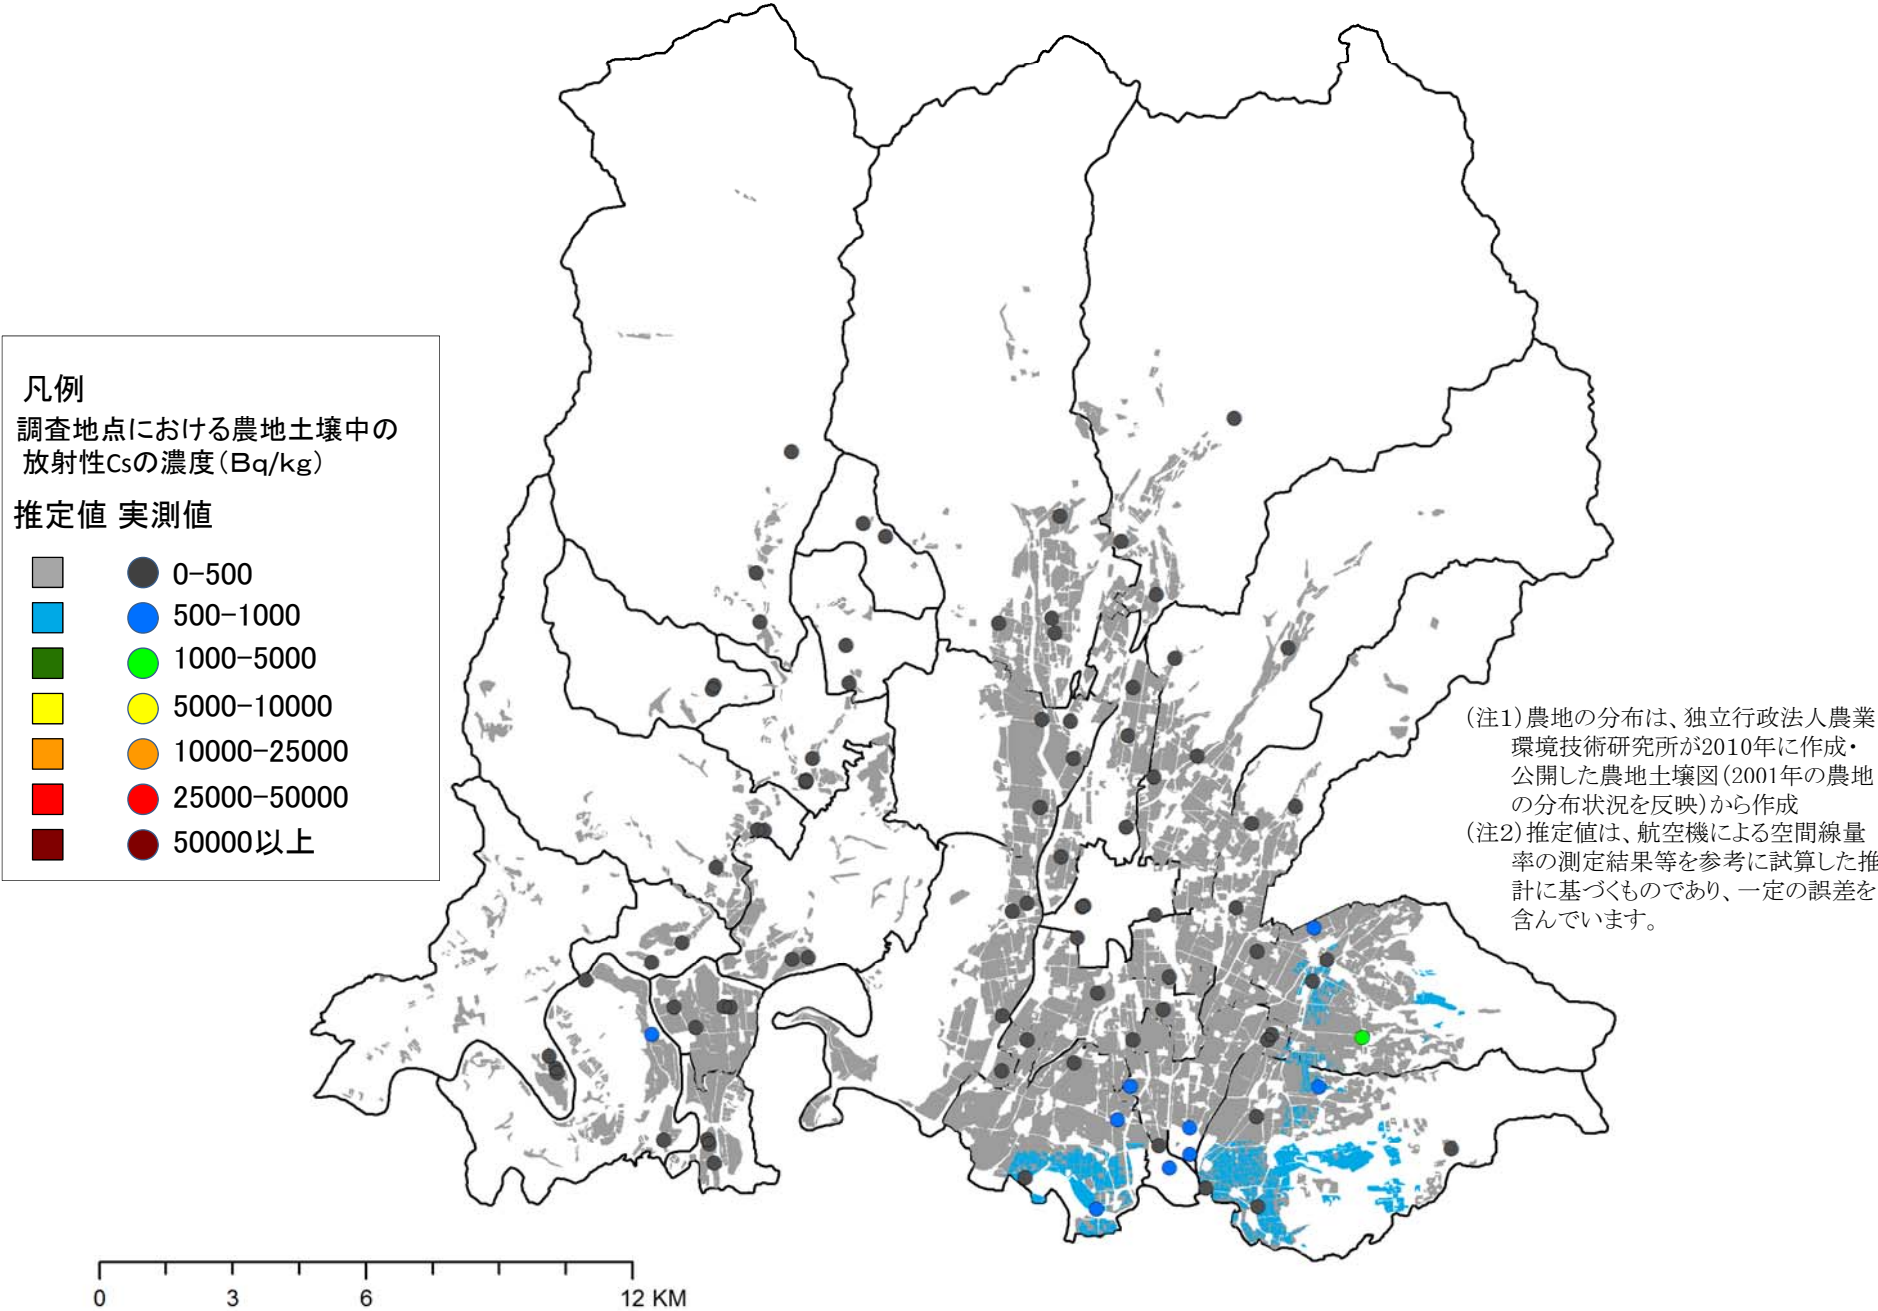 凡例
調査地点における農地土壌中の
放射性Csの濃度（Bq/kg）
推定値 実測値
0-500
500-1000
1000-5000
5000-10000
10000-25000
25000-50000
50000以上
（注1）農地の分布は、独立行政法人農業
環境技術研究所が2010年に作成・
公開した農地土壌図（2001年の農地
の分布状況を反映）から作成
（注2）推定値は、航空機による空間線量
率の測定結果等を参考に試算した推
計に基づくものであり、一定の誤差を
含んでいます。
0 3 6 12 KM